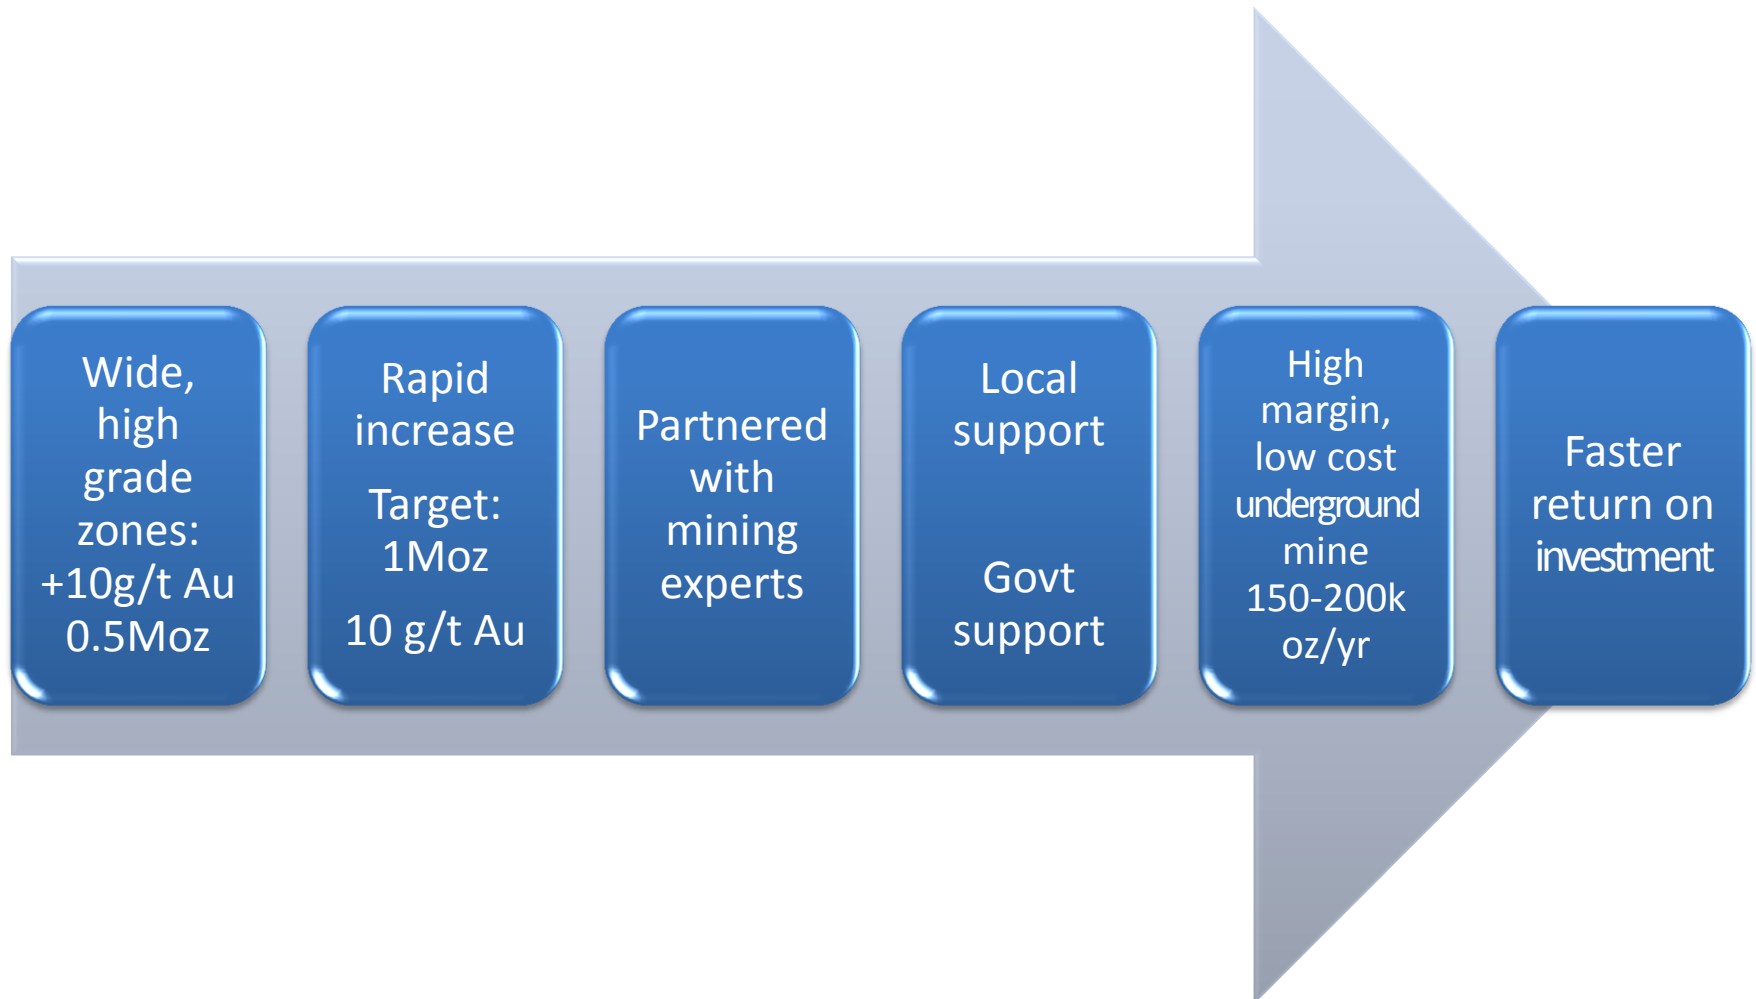 Wide,
high
grade
zones:
+10g/t Au
0.5Moz
Rapid
increase
Target:
1Moz
10 g/t Au
Partnered
with
mining
experts
Local
support
Govt
support
High
margin,
low cost
underground
mine
150-200k
oz/yr
Faster
return on
investment